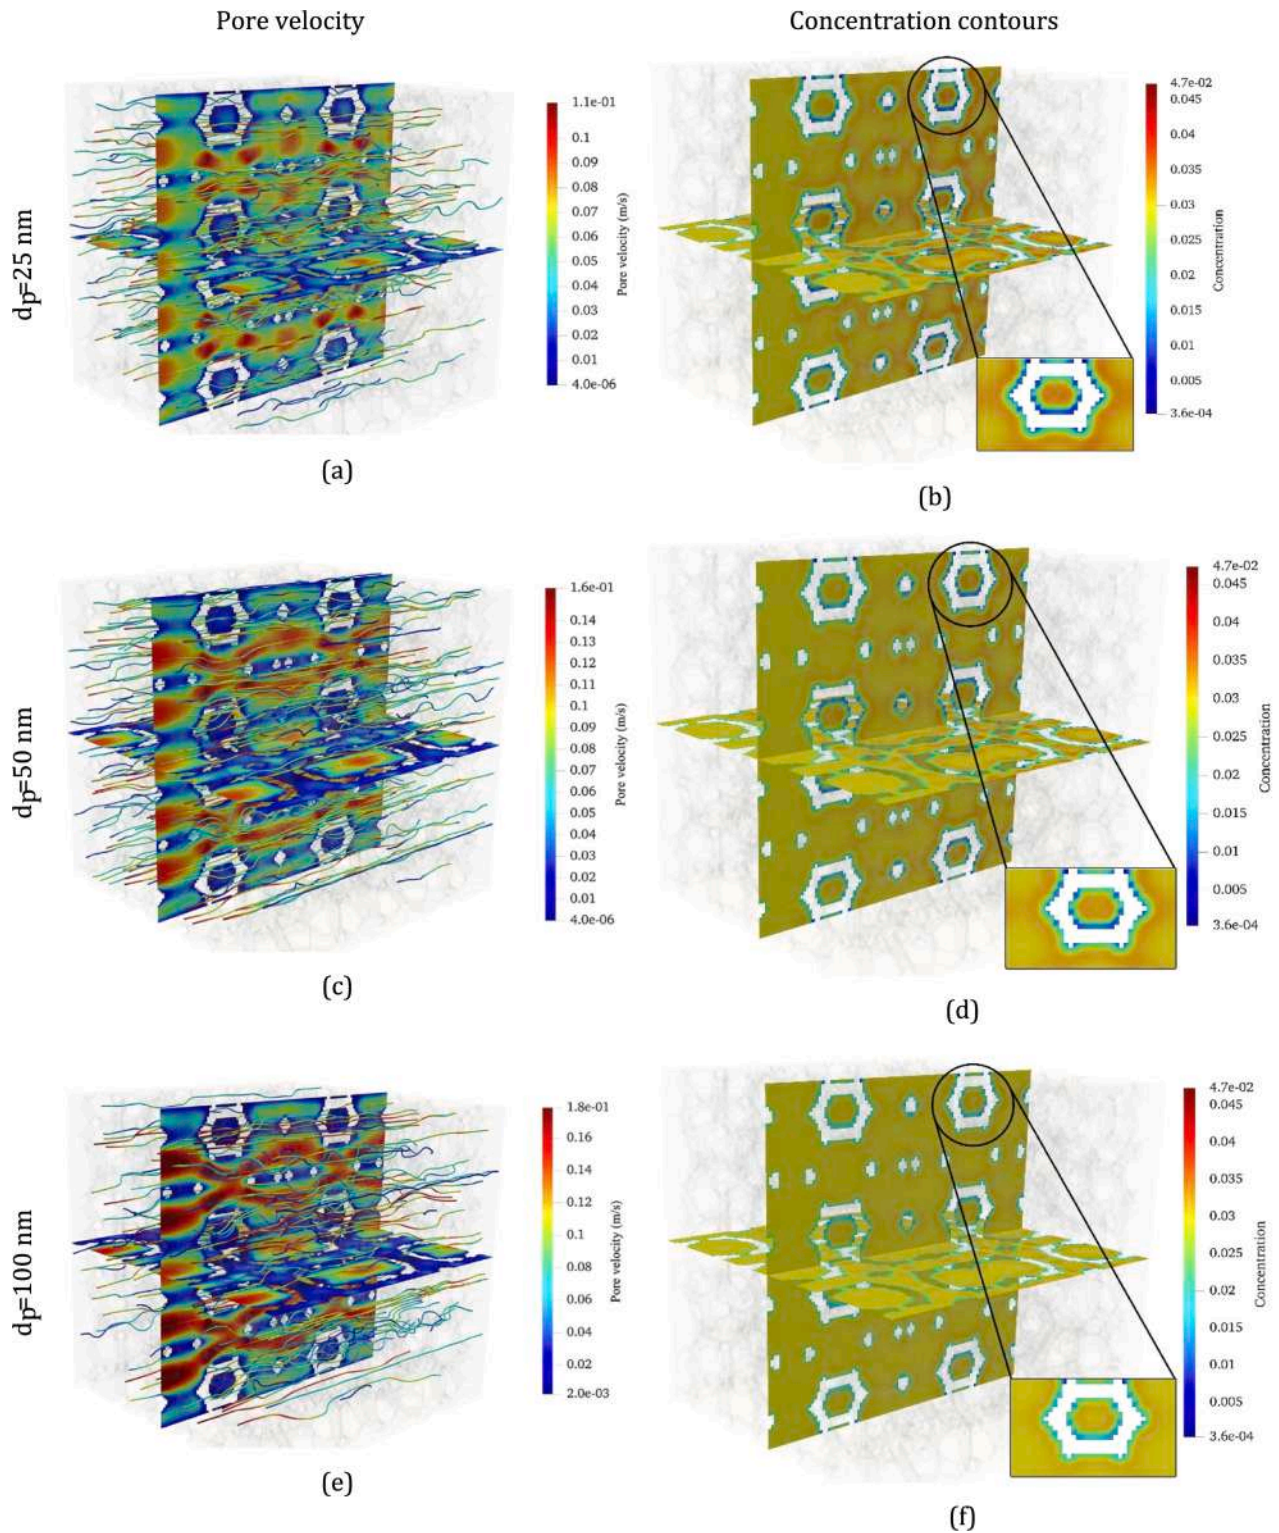 Pore velocity
Concentration contours
dp=25 nm
1.1e-01
0.1
0.09
0.08
0.07
0.06
0.05
0.04
0.03
0.02
0.01
4.0e-06
Pore velocity (m/s)
(a)
4.7e-02
0.045
0.04
0.035
0.03
0.025
0.02
0.015
0.01
0.005
3.6e-04
Concentration
(b)
dp=50 nm
1.6e-01
0.14
0.13
0.12
0.11
0.1
0.09
0.08
0.07
0.06
0.05
0.04
0.03
0.02
0.01
4.0e-06
Pore velocity (m/s)
(c)
4.7e-02
0.045
0.04
0.035
0.03
0.025
0.02
0.015
0.01
0.005
3.6e-04
Concentration
(d)
dp=100 nm
1.8e-01
0.16
0.14
0.12
0.1
0.08
0.06
0.04
0.02
2.0e-03
Pore velocity (m/s)
(e)
4.7e-02
0.045
0.04
0.035
0.03
0.025
0.02
0.015
0.01
0.005
3.6e-04
Concentration
(f)